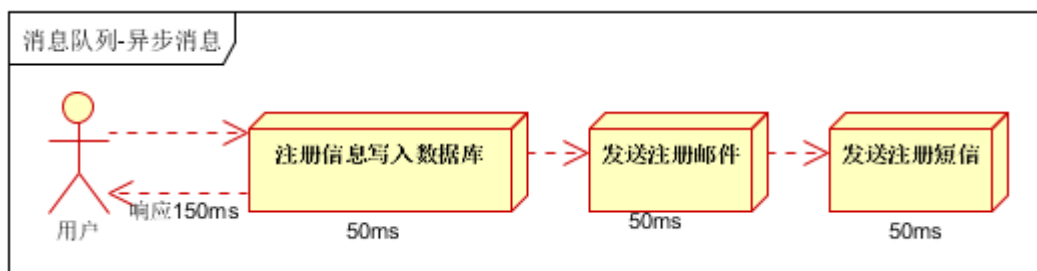 消息队列-异步消息
注册信息写入数据库
发送注册邮件
发送注册短信
响应150ms
用户
50ms
50ms
50ms